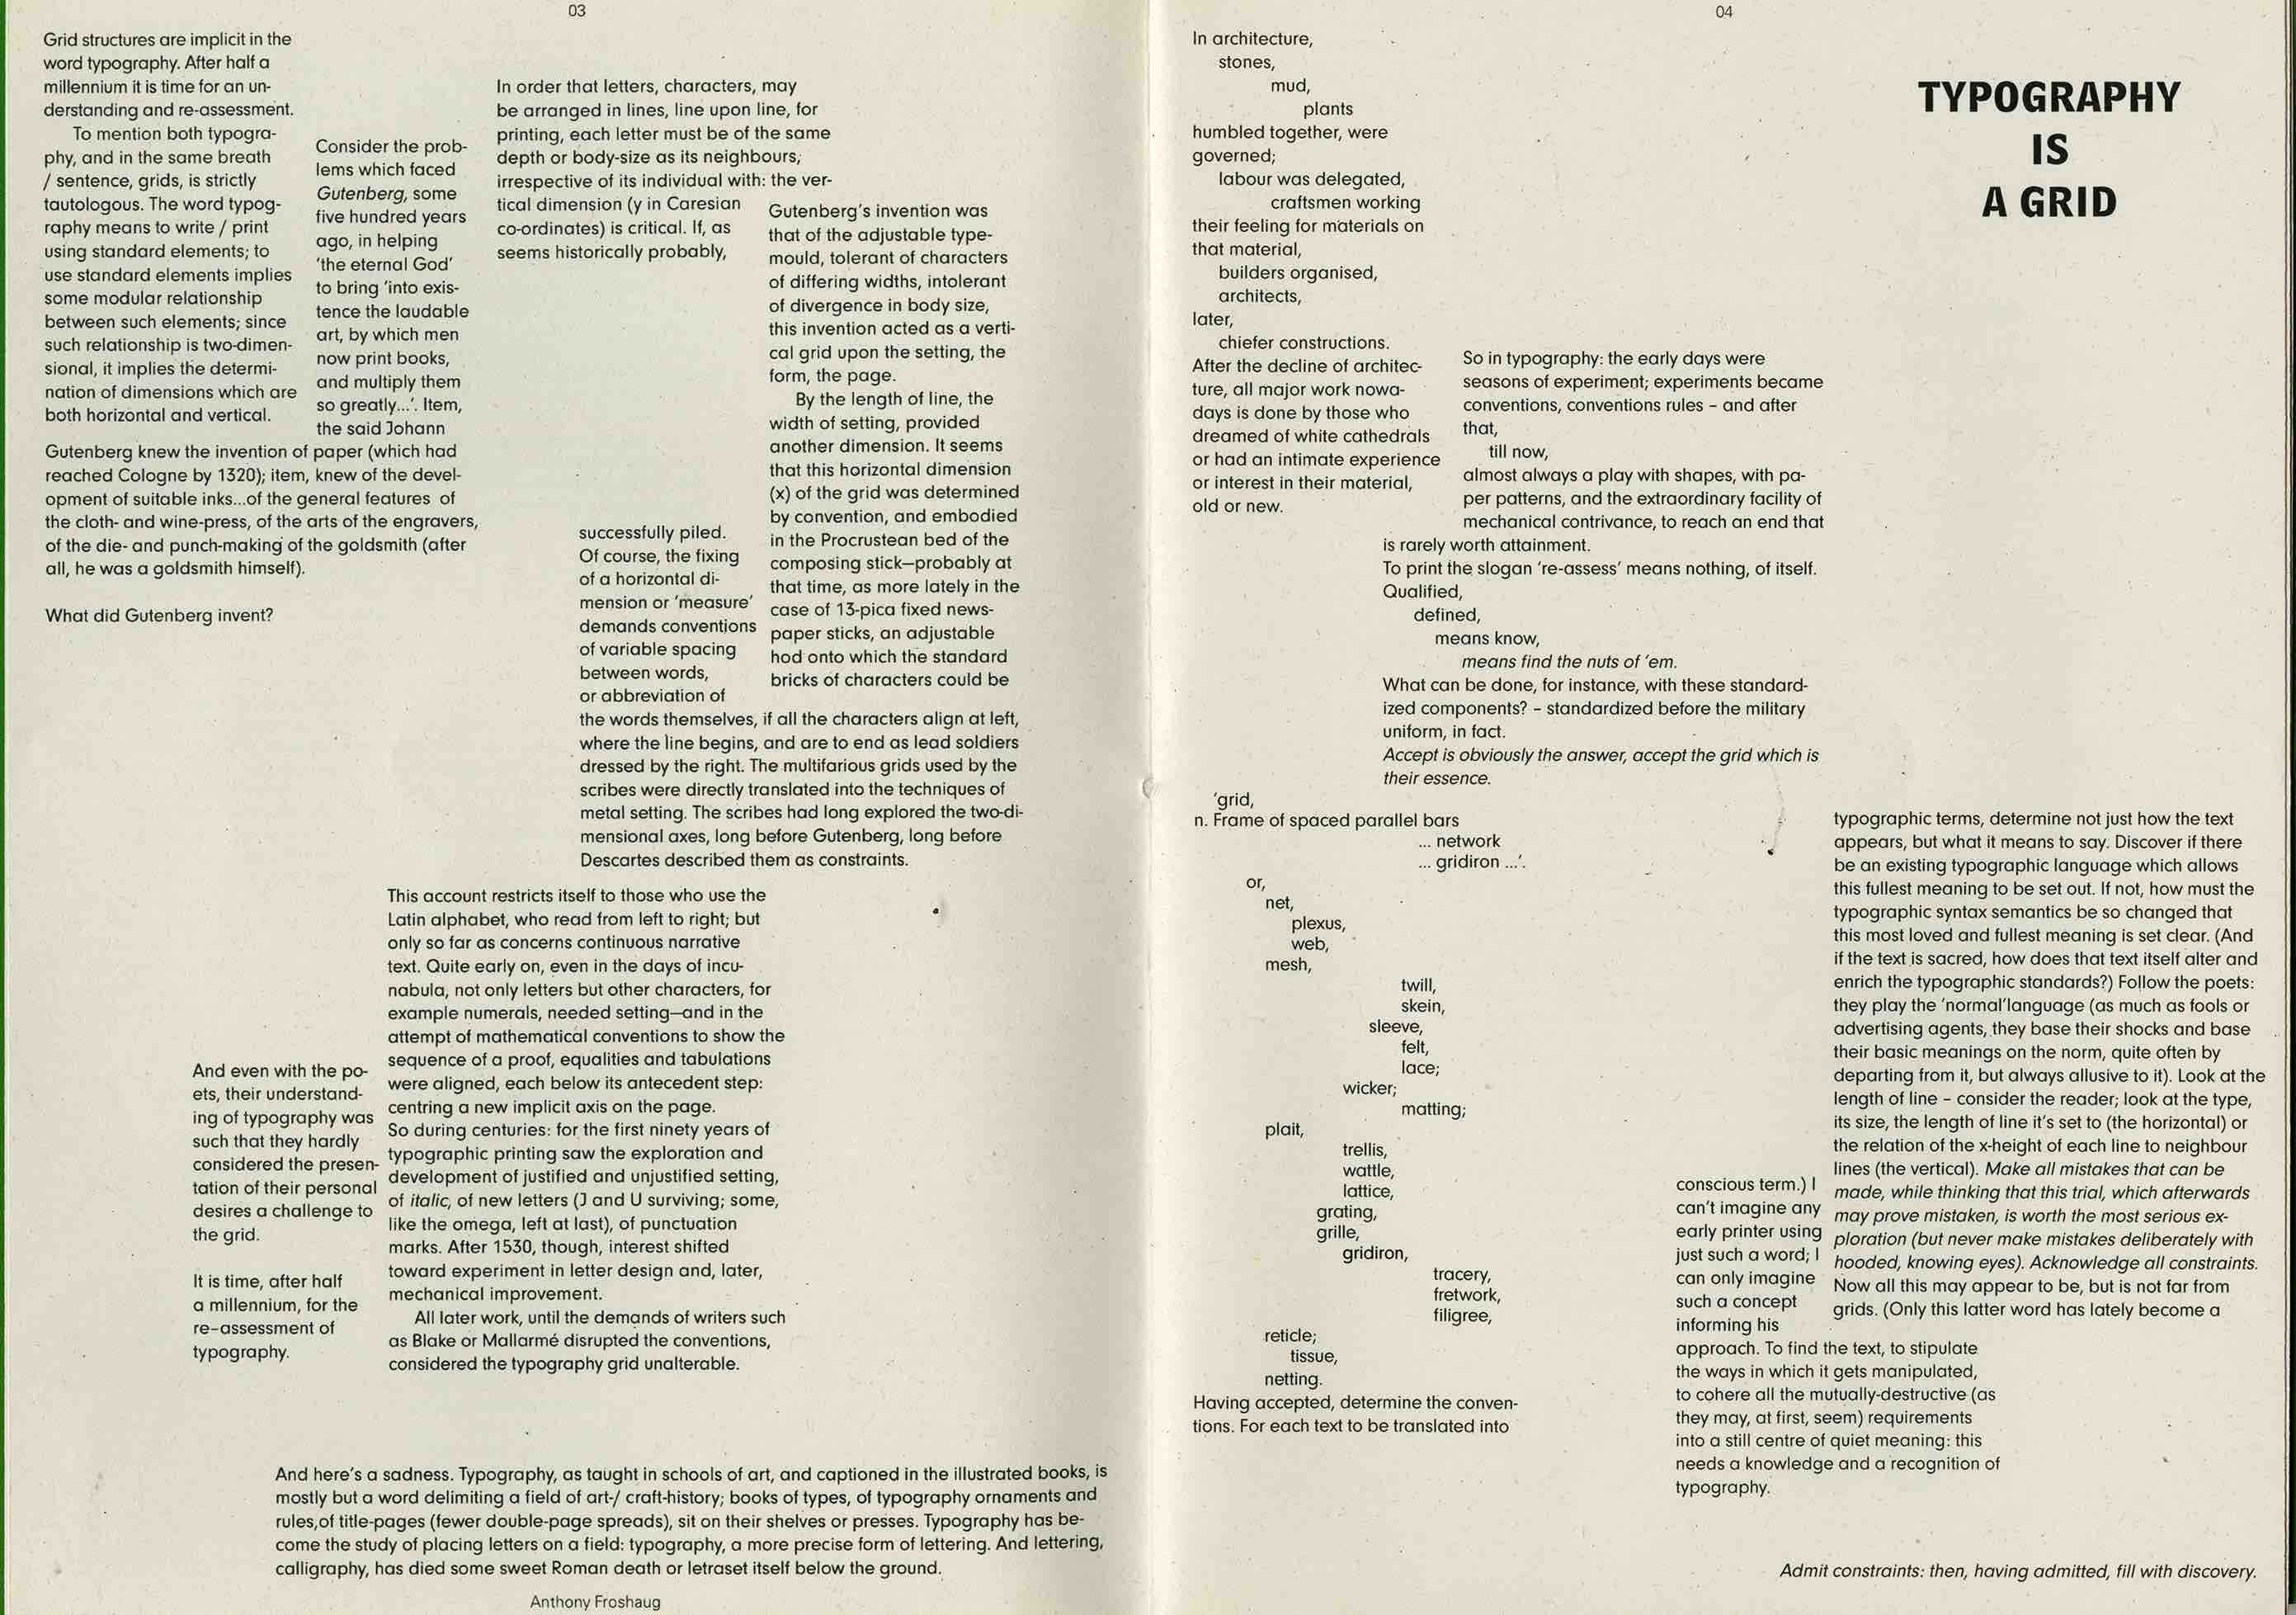 03
Grid structures are implicit in the
word typography. After half a
millennium it is time for an un-
derstanding and re-assessment.
To mention both typogra-
phy, and in the same breath
/ sentence, grids, is strictly
tautologous. The word typog-
raphy means to write / print
using standard elements; to
use standard elements implies
some modular relationship
between such elements; since
such relationship is two-dimen-
sional, it implies the determi-
nation of dimensions which are
both horizontal and vertical.
Consider the prob-
lems which faced
Gutenberg, some
five hundred years
ago, in helping
'the eternal God'
to bring 'into exis-
tence the laudable
art, by which men
now print books,
and multiply them
so greatly...'. Item,
the said Johann
Gutenberg knew the invention of paper (which had
reached Cologne by 1320); item, knew of the devel-
opment of suitable inks...of the general features of
the cloth- and wine-press, of the arts of the engravers,
of the die- and punch-making of the goldsmith (after
all, he was a goldsmith himself).
What did Gutenberg invent?
In order that letters, characters, may
be arranged in lines, line upon line, for
printing, each letter must be of the same
depth or body-size as its neighbours;
irrespective of its individual with: the ver-
tical dimension (y in Caresian
co-ordinates) is critical. If, as
seems historically probably,
Gutenberg's invention was
that of the adjustable type-
mould, tolerant of characters
of differing widths, intolerant
of divergence in body size,
this invention acted as a verti-
cal grid upon the setting, the
form, the page.
By the length of line, the
width of setting, provided
another dimension. It seems
that this horizontal dimension
(x) of the grid was determined
by convention, and embodied
in the Procrustean bed of the
composing stick—probably at
that time, as more lately in the
case of 13-pica fixed news-
paper sticks, an adjustable
hod onto which the standard
bricks of characters could be
successfully piled.
Of course, the fixing
of a horizontal di-
mension or 'measure'
demands conventions
of variable spacing
between words,
or abbreviation of
the words themselves, if all the characters align at left,
where the line begins, and are to end as lead soldiers
dressed by the right. The multifarious grids used by the
scribes were directly translated into the techniques of
metal setting. The scribes had long explored the two-di-
mensional axes, long before Gutenberg, long before
Descartes described them as constraints.
This account restricts itself to those who use the
Latin alphabet, who read from left to right; but
only so far as concerns continuous narrative
text. Quite early on, even in the days of incu-
nabula, not only letters but other characters, for
example numerals, needed setting—and in the
attempt of mathematical conventions to show the
sequence of a proof, equalities and tabulations
were aligned, each below its antecedent step:
centring a new implicit axis on the page.
So during centuries: for the first ninety years of
typographic printing saw the exploration and
development of justified and unjustified setting,
of italic, of new letters (J and U surviving; some,
like the omega, left at last), of punctuation
marks. After 1530, though, interest shifted
toward experiment in letter design and, later,
mechanical improvement.
All later work, until the demands of writers such
as Blake or Mallarmé disrupted the conventions,
considered the typography grid unalterable.
And even with the po-
ets, their understand-
ing of typography was
such that they hardly
considered the presen-
tation of their personal
desires a challenge to
the grid.
It is time, after half
a millennium, for the
re-assessment of
typography.
And here's a sadness. Typography, as taught in schools of art, and captioned in the illustrated books, is
mostly but a word delimiting a field of art-/ craft-history; books of types, of typography ornaments and
rules,of title-pages (fewer double-page spreads), sit on their shelves or presses. Typography has be-
come the study of placing letters on a field: typography, a more precise form of lettering. And lettering,
calligraphy, has died some sweet Roman death or letraset itself below the ground.
Anthony Froshaug
04
TYPOGRAPHY
IS
A GRID
In architecture,
stones,
mud,
plants
humbled together, were
governed;
labour was delegated,
craftsmen working
their feeling for materials on
that material,
builders organised,
architects,
later,
chiefer constructions.
After the decline of architec-
ture, all major work nowa-
days is done by those who
dreamed of white cathedrals
or had an intimate experience
or interest in their material,
old or new.
So in typography: the early days were
seasons of experiment; experiments became
conventions, conventions rules – and after
that,
till now,
almost always a play with shapes, with pa-
per patterns, and the extraordinary facility of
mechanical contrivance, to reach an end that
is rarely worth attainment.
To print the slogan 're-assess' means nothing, of itself.
Qualified,
defined,
means know,
means find the nuts of 'em.
What can be done, for instance, with these standard-
ized components? – standardized before the military
uniform, in fact.
Accept is obviously the answer, accept the grid which is
their essence.
'grid,
n. Frame of spaced parallel bars
... network
... gridiron ...'.
or,
net,
plexus,
web,
mesh,
twill,
skein,
sleeve,
felt,
lace;
wicker;
matting;
plait,
trellis,
wattle,
lattice,
grating,
grille,
gridiron,
tracery,
fretwork,
filigree,
reticle;
tissue,
netting.
Having accepted, determine the conven-
tions. For each text to be translated into
typographic terms, determine not just how the text
appears, but what it means to say. Discover if there
be an existing typographic language which allows
this fullest meaning to be set out. If not, how must the
typographic syntax semantics be so changed that
this most loved and fullest meaning is set clear. (And
if the text is sacred, how does that text itself alter and
enrich the typographic standards?) Follow the poets:
they play the 'normal'language (as much as fools or
advertising agents, they base their shocks and base
their basic meanings on the norm, quite often by
departing from it, but always allusive to it). Look at the
length of line – consider the reader; look at the type,
its size, the length of line it's set to (the horizontal) or
the relation of the x-height of each line to neighbour
lines (the vertical). Make all mistakes that can be
made, while thinking that this trial, which afterwards
may prove mistaken, is worth the most serious ex-
ploration (but never make mistakes deliberately with
hooded, knowing eyes). Acknowledge all constraints.
Now all this may appear to be, but is not far from
grids. (Only this latter word has lately become a
conscious term.) I
can't imagine any
early printer using
just such a word; I
can only imagine
such a concept
informing his
approach. To find the text, to stipulate
the ways in which it gets manipulated,
to cohere all the mutually-destructive (as
they may, at first, seem) requirements
into a still centre of quiet meaning: this
needs a knowledge and a recognition of
typography.
Admit constraints: then, having admitted, fill with discovery.